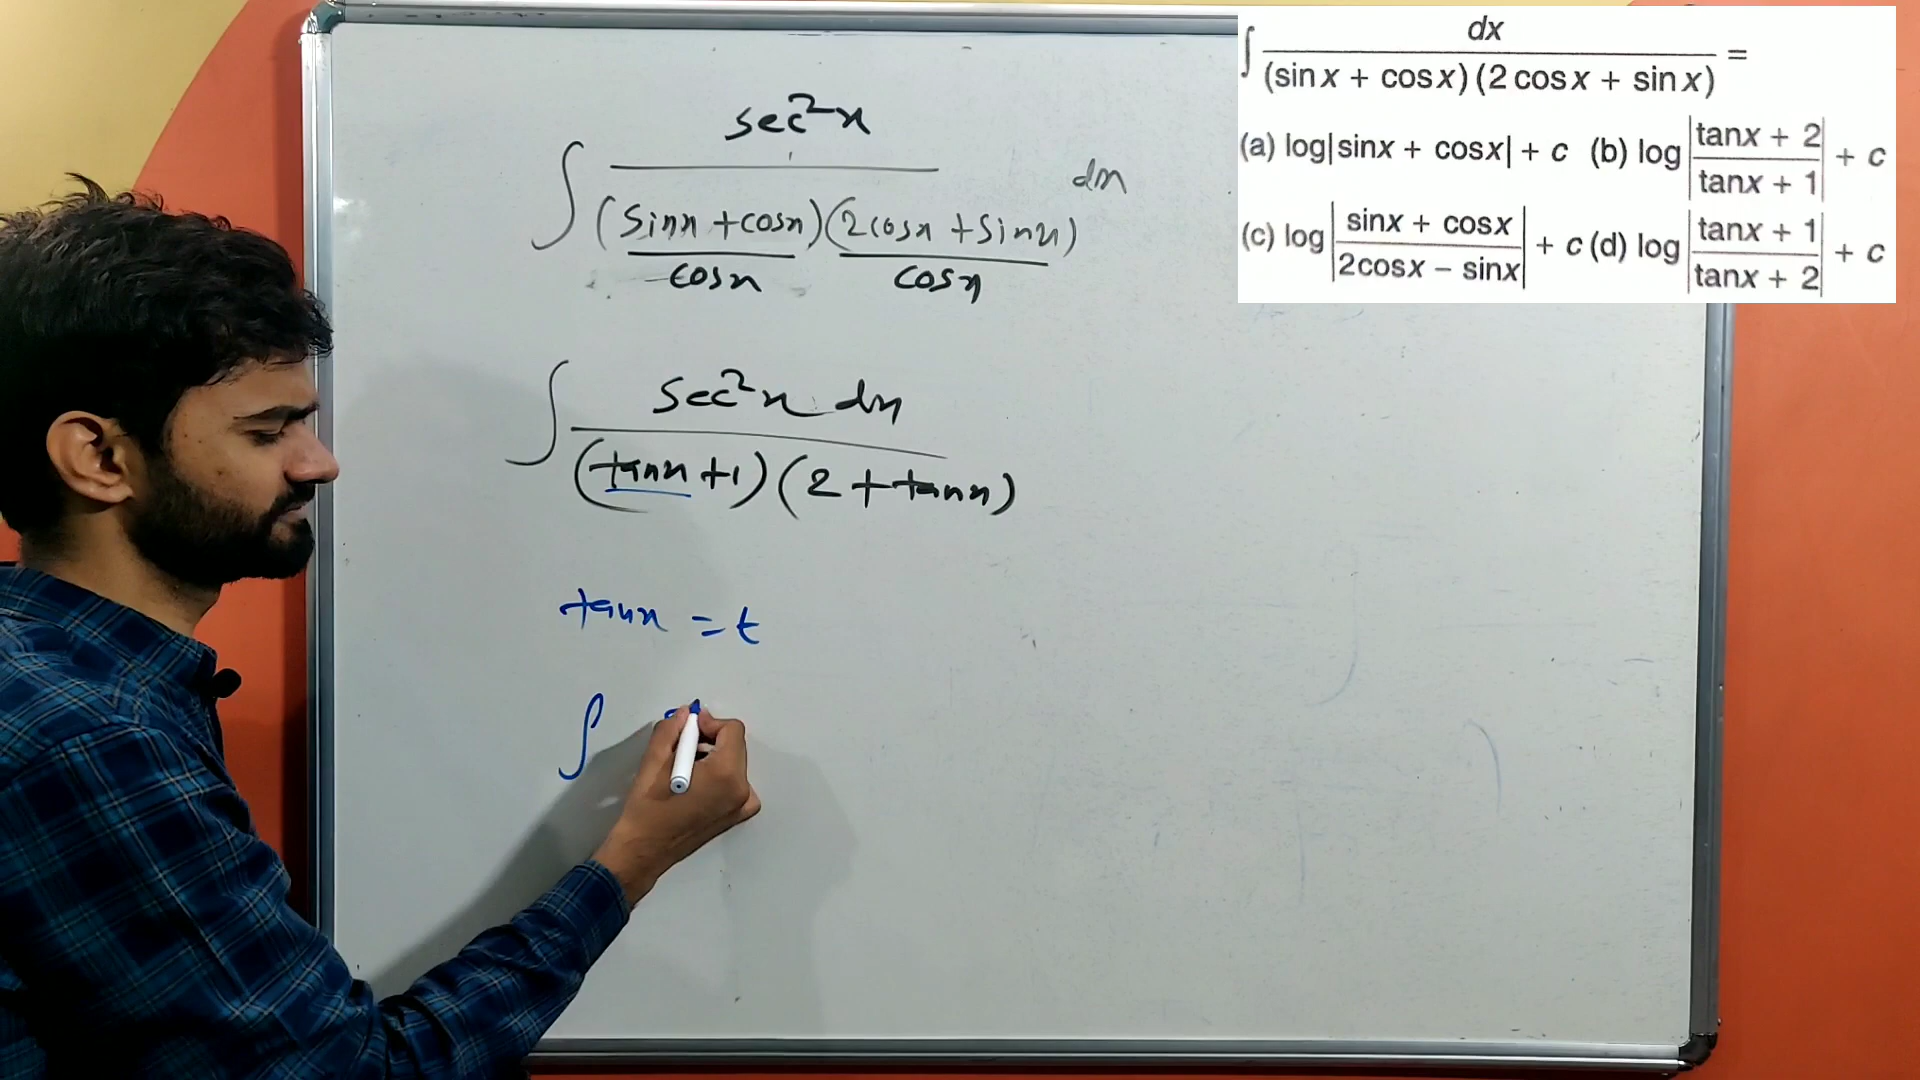 ∫ sec²x / ((sinx + cosx)/cosx (2cosx + sinx)/cosx) dx
∫ sec²x dx / (tanx + 1)(2 + tanx)
tanx = t
∫
∫ dx / (sin x + cos x)(2 cos x + sin x) =
(a) log|sinx + cosx| + c (b) log |tanx + 2 / tanx + 1| + c
(c) log |sinx + cosx / 2cosx − sinx| + c (d) log |tanx + 1 / tanx + 2| + c